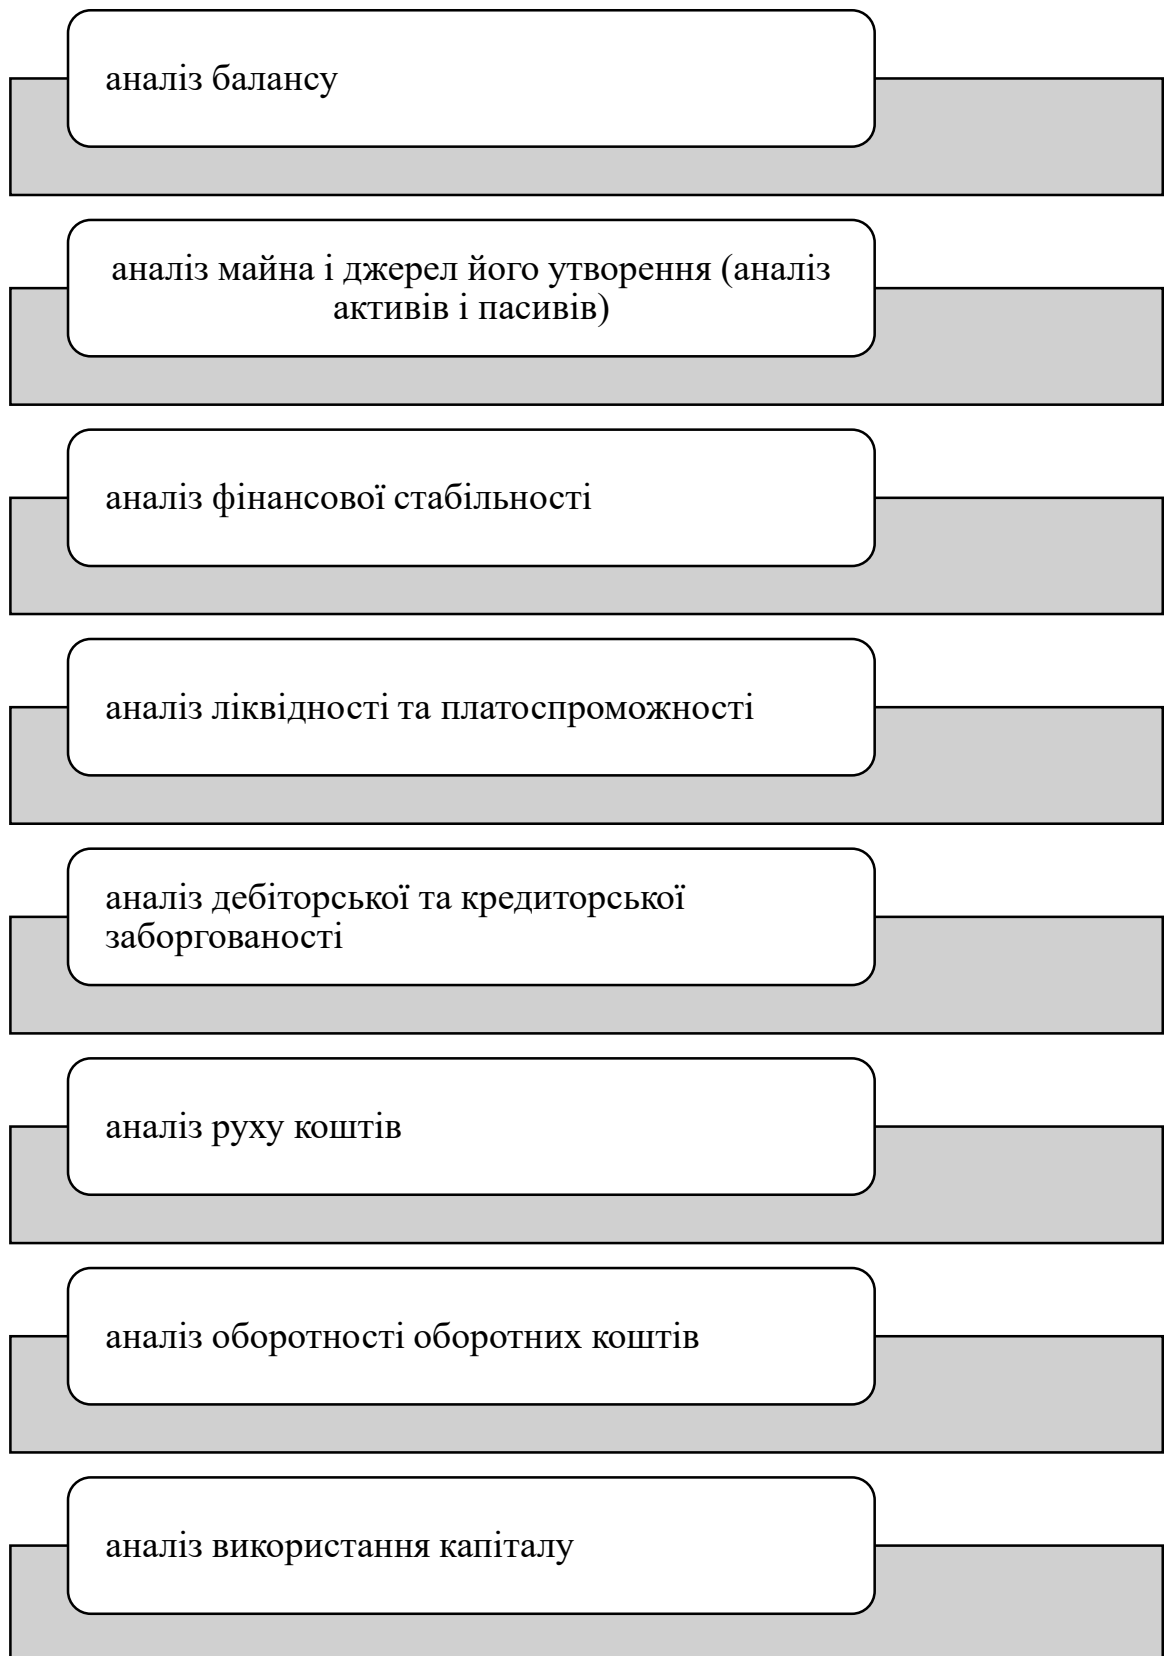 аналіз балансу
аналіз майна і джерел його утворення (аналіз
активів і пасивів)
аналіз фінансової стабільності
аналіз ліквідності та платоспроможності
аналіз дебіторської та кредиторської
заборгованості
аналіз руху коштів
аналіз оборотності оборотних коштів
аналіз використання капіталу